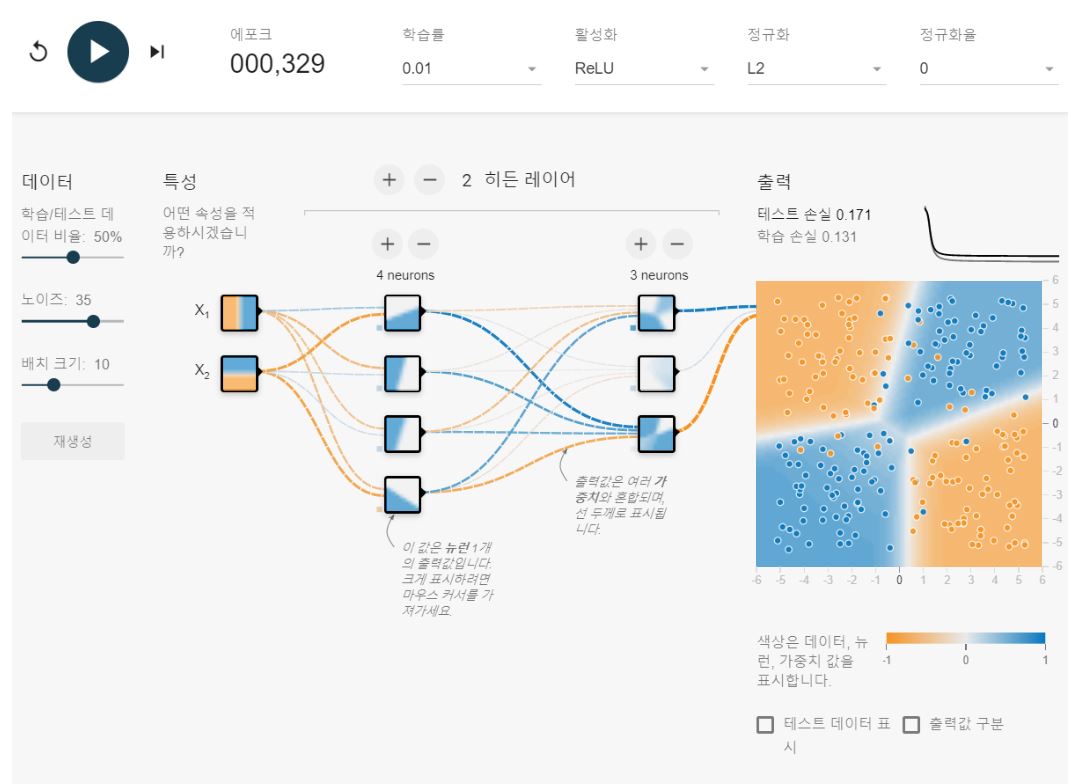 에포크
000,329
학습률
0.01
활성화
ReLU
정규화
L2
정규화율
0
데이터
학습/테스트 데
이터 비율: 50%
노이즈: 35
배치 크기: 10
재생성
특성
어떤 속성을 적
용하시겠습니
까?
X1
X2
+ − 2 히든 레이어
+ −
4 neurons
+ −
3 neurons
이 값은 뉴런 1개
의 출력값입니다.
크게 표시하려면
마우스 커서를 가
져가세요.
출력값은 여러 가
중치와 혼합되며,
선 두께로 표시됩
니다.
출력
테스트 손실 0.171
학습 손실 0.131
6
5
4
3
2
1
0
-1
-2
-3
-4
-5
-6
-6 -5 -4 -3 -2 -1 0 1 2 3 4 5 6
색상은 데이터, 뉴
런, 가중치 값을
표시합니다.
-1 0 1
테스트 데이터 표
시
출력값 구분